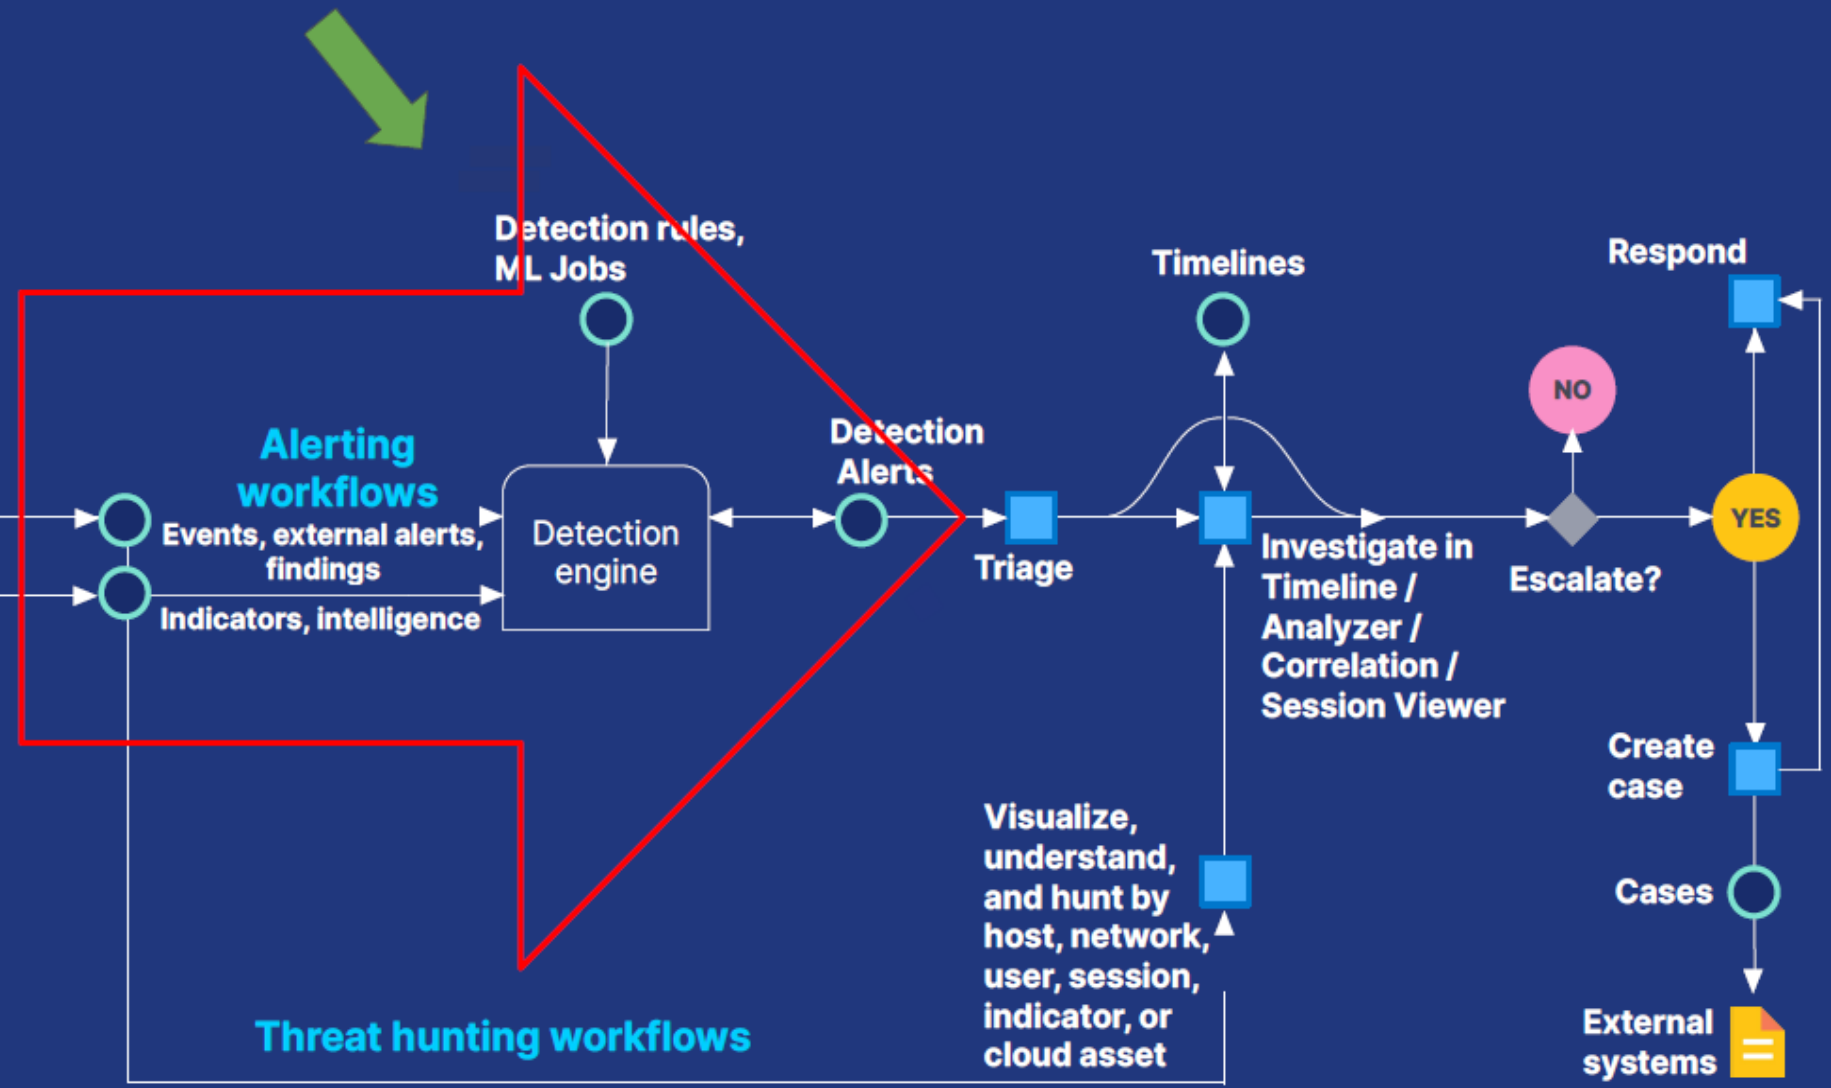 Detection rules,
ML Jobs
Timelines
Respond
NO
Alerting
workflows
Events, external alerts,
findings
Indicators, intelligence
Detection
engine
Detection
Alerts
Triage
Investigate in
Timeline /
Analyzer /
Correlation /
Session Viewer
Escalate?
YES
Create
case
Visualize,
understand,
and hunt by
host, network,
user, session,
indicator, or
cloud asset
Cases
External
systems
Threat hunting workflows